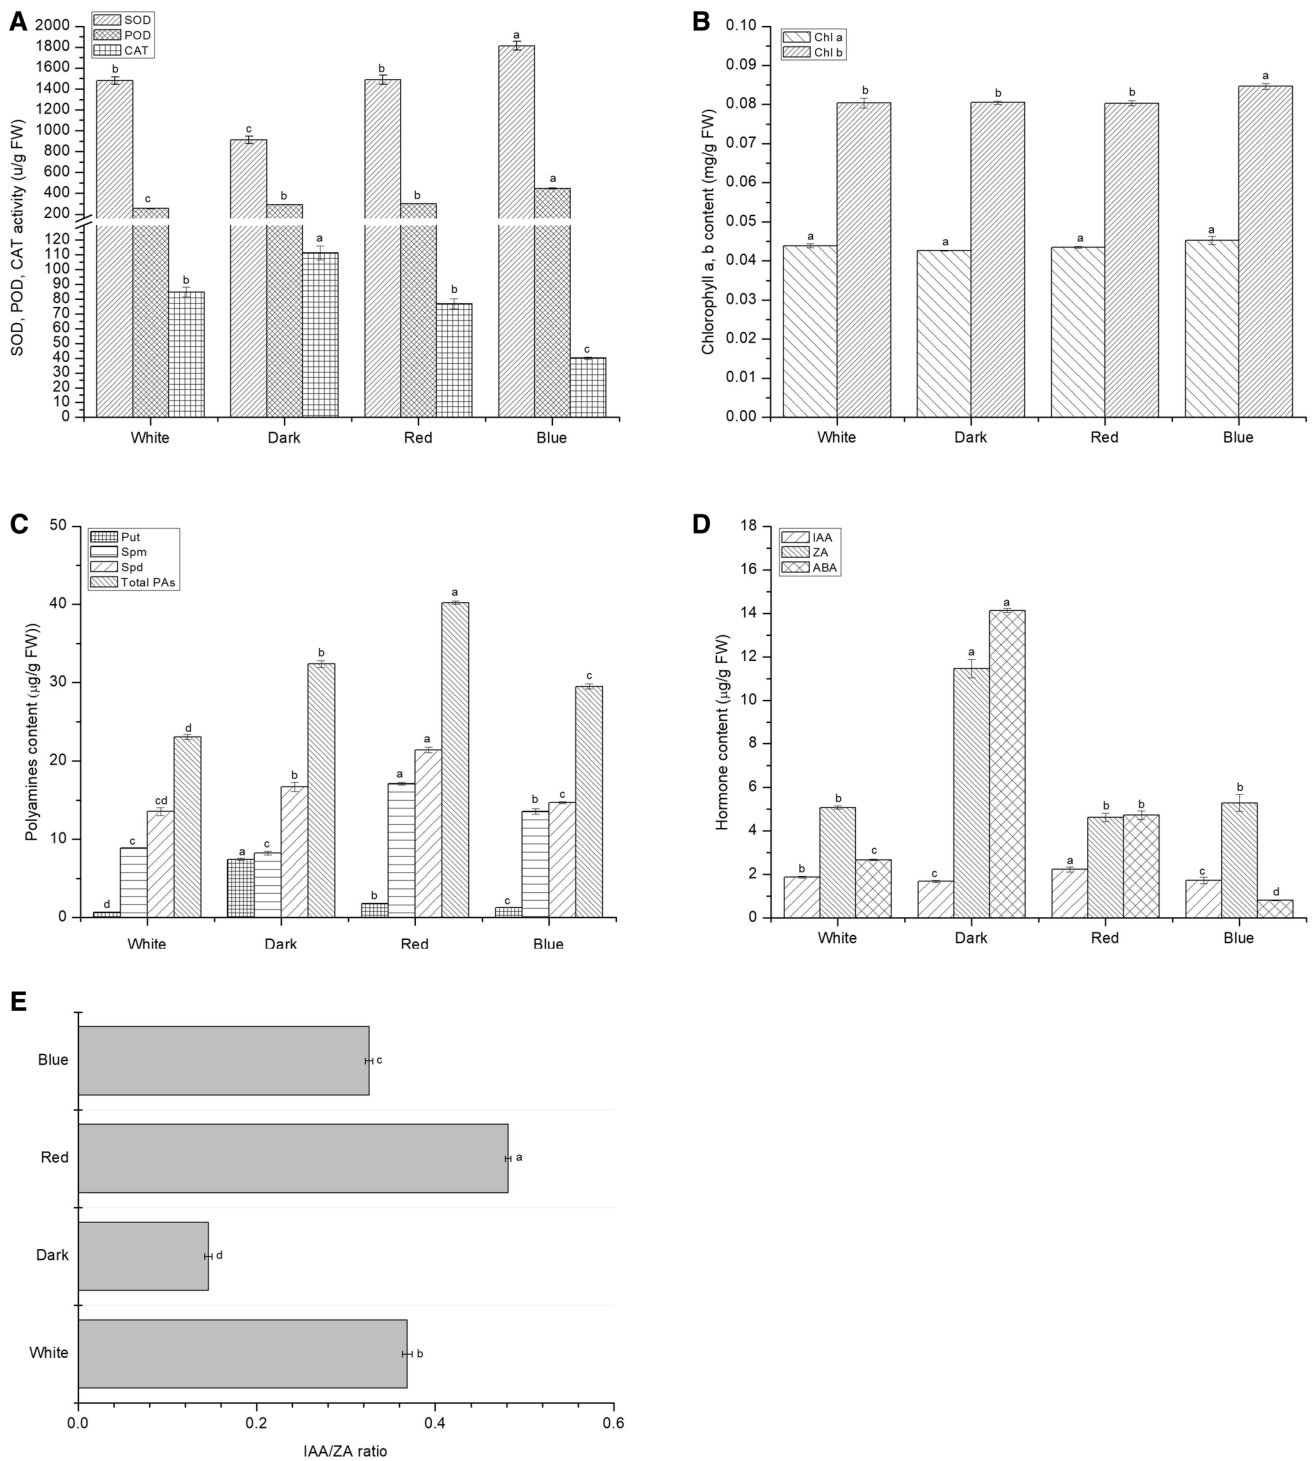 A
SOD
POD
CAT
SOD, POD, CAT activity (u/g FW)
2000
1800
1600
1400
1200
1000
800
600
400
200
120
110
100
90
80
70
60
50
40
30
20
10
0
b
c
b
c
b
a
b
b
b
a
a
c
White
Dark
Red
Blue
B
Chl a
Chl b
Chlorophyll a, b content (mg/g FW)
0.10
0.09
0.08
0.07
0.06
0.05
0.04
0.03
0.02
0.01
0.00
a
b
a
b
a
b
a
a
White
Dark
Red
Blue
C
Put
Spm
Spd
Total PAs
Polyamines content (μg/g FW))
50
40
30
20
10
0
d
c
cd
d
a
c
b
b
b
a
a
a
c
b
c
c
White
Dark
Red
Blue
D
IAA
ZA
ABA
Hormone content (μg/g FW)
18
16
14
12
10
8
6
4
2
0
b
b
c
c
a
a
a
b
b
c
b
d
White
Dark
Red
Blue
E
Blue
c
Red
a
Dark
d
White
b
0.0
0.2
0.4
0.6
IAA/ZA ratio